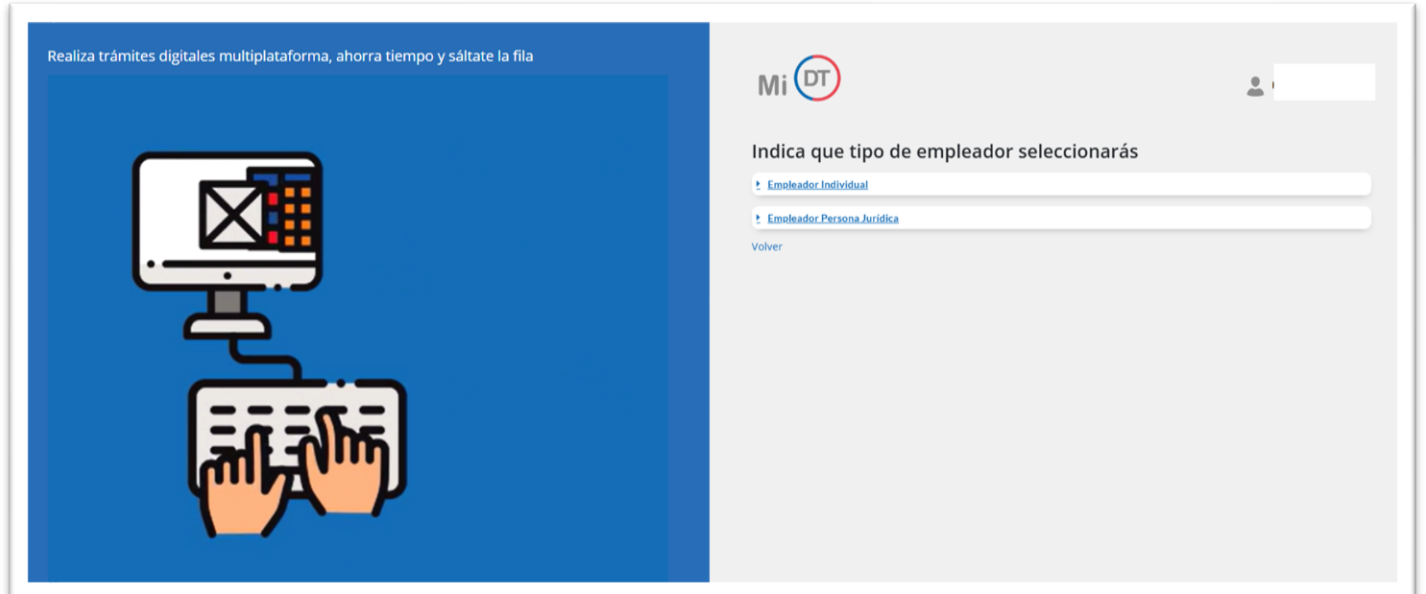 Realiza trámites digitales multiplataforma, ahorra tiempo y sáltate la fila
Mi DT
Indica que tipo de empleador seleccionarás
Empleador Individual
Empleador Persona Jurídica
Volver